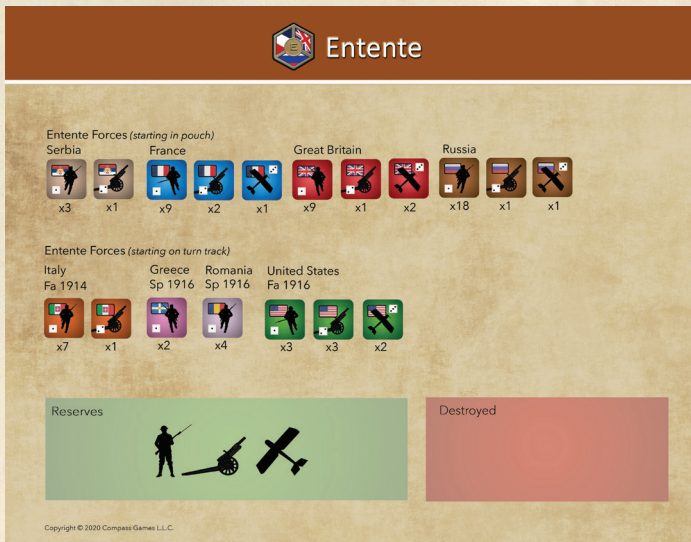 Entente
Entente Forces (starting in pouch)
Serbia France Great Britain Russia
x3 x1 x9 x2 x1 x9 x1 x2 x18 x1 x1
Entente Forces (starting on turn track)
Italy Greece Romania United States
Fa 1914 Sp 1916 Sp 1916 Fa 1916
x7 x1 x2 x4 x3 x3 x2
Reserves Destroyed
Copyright © 2020 Compass Games L.L.C.